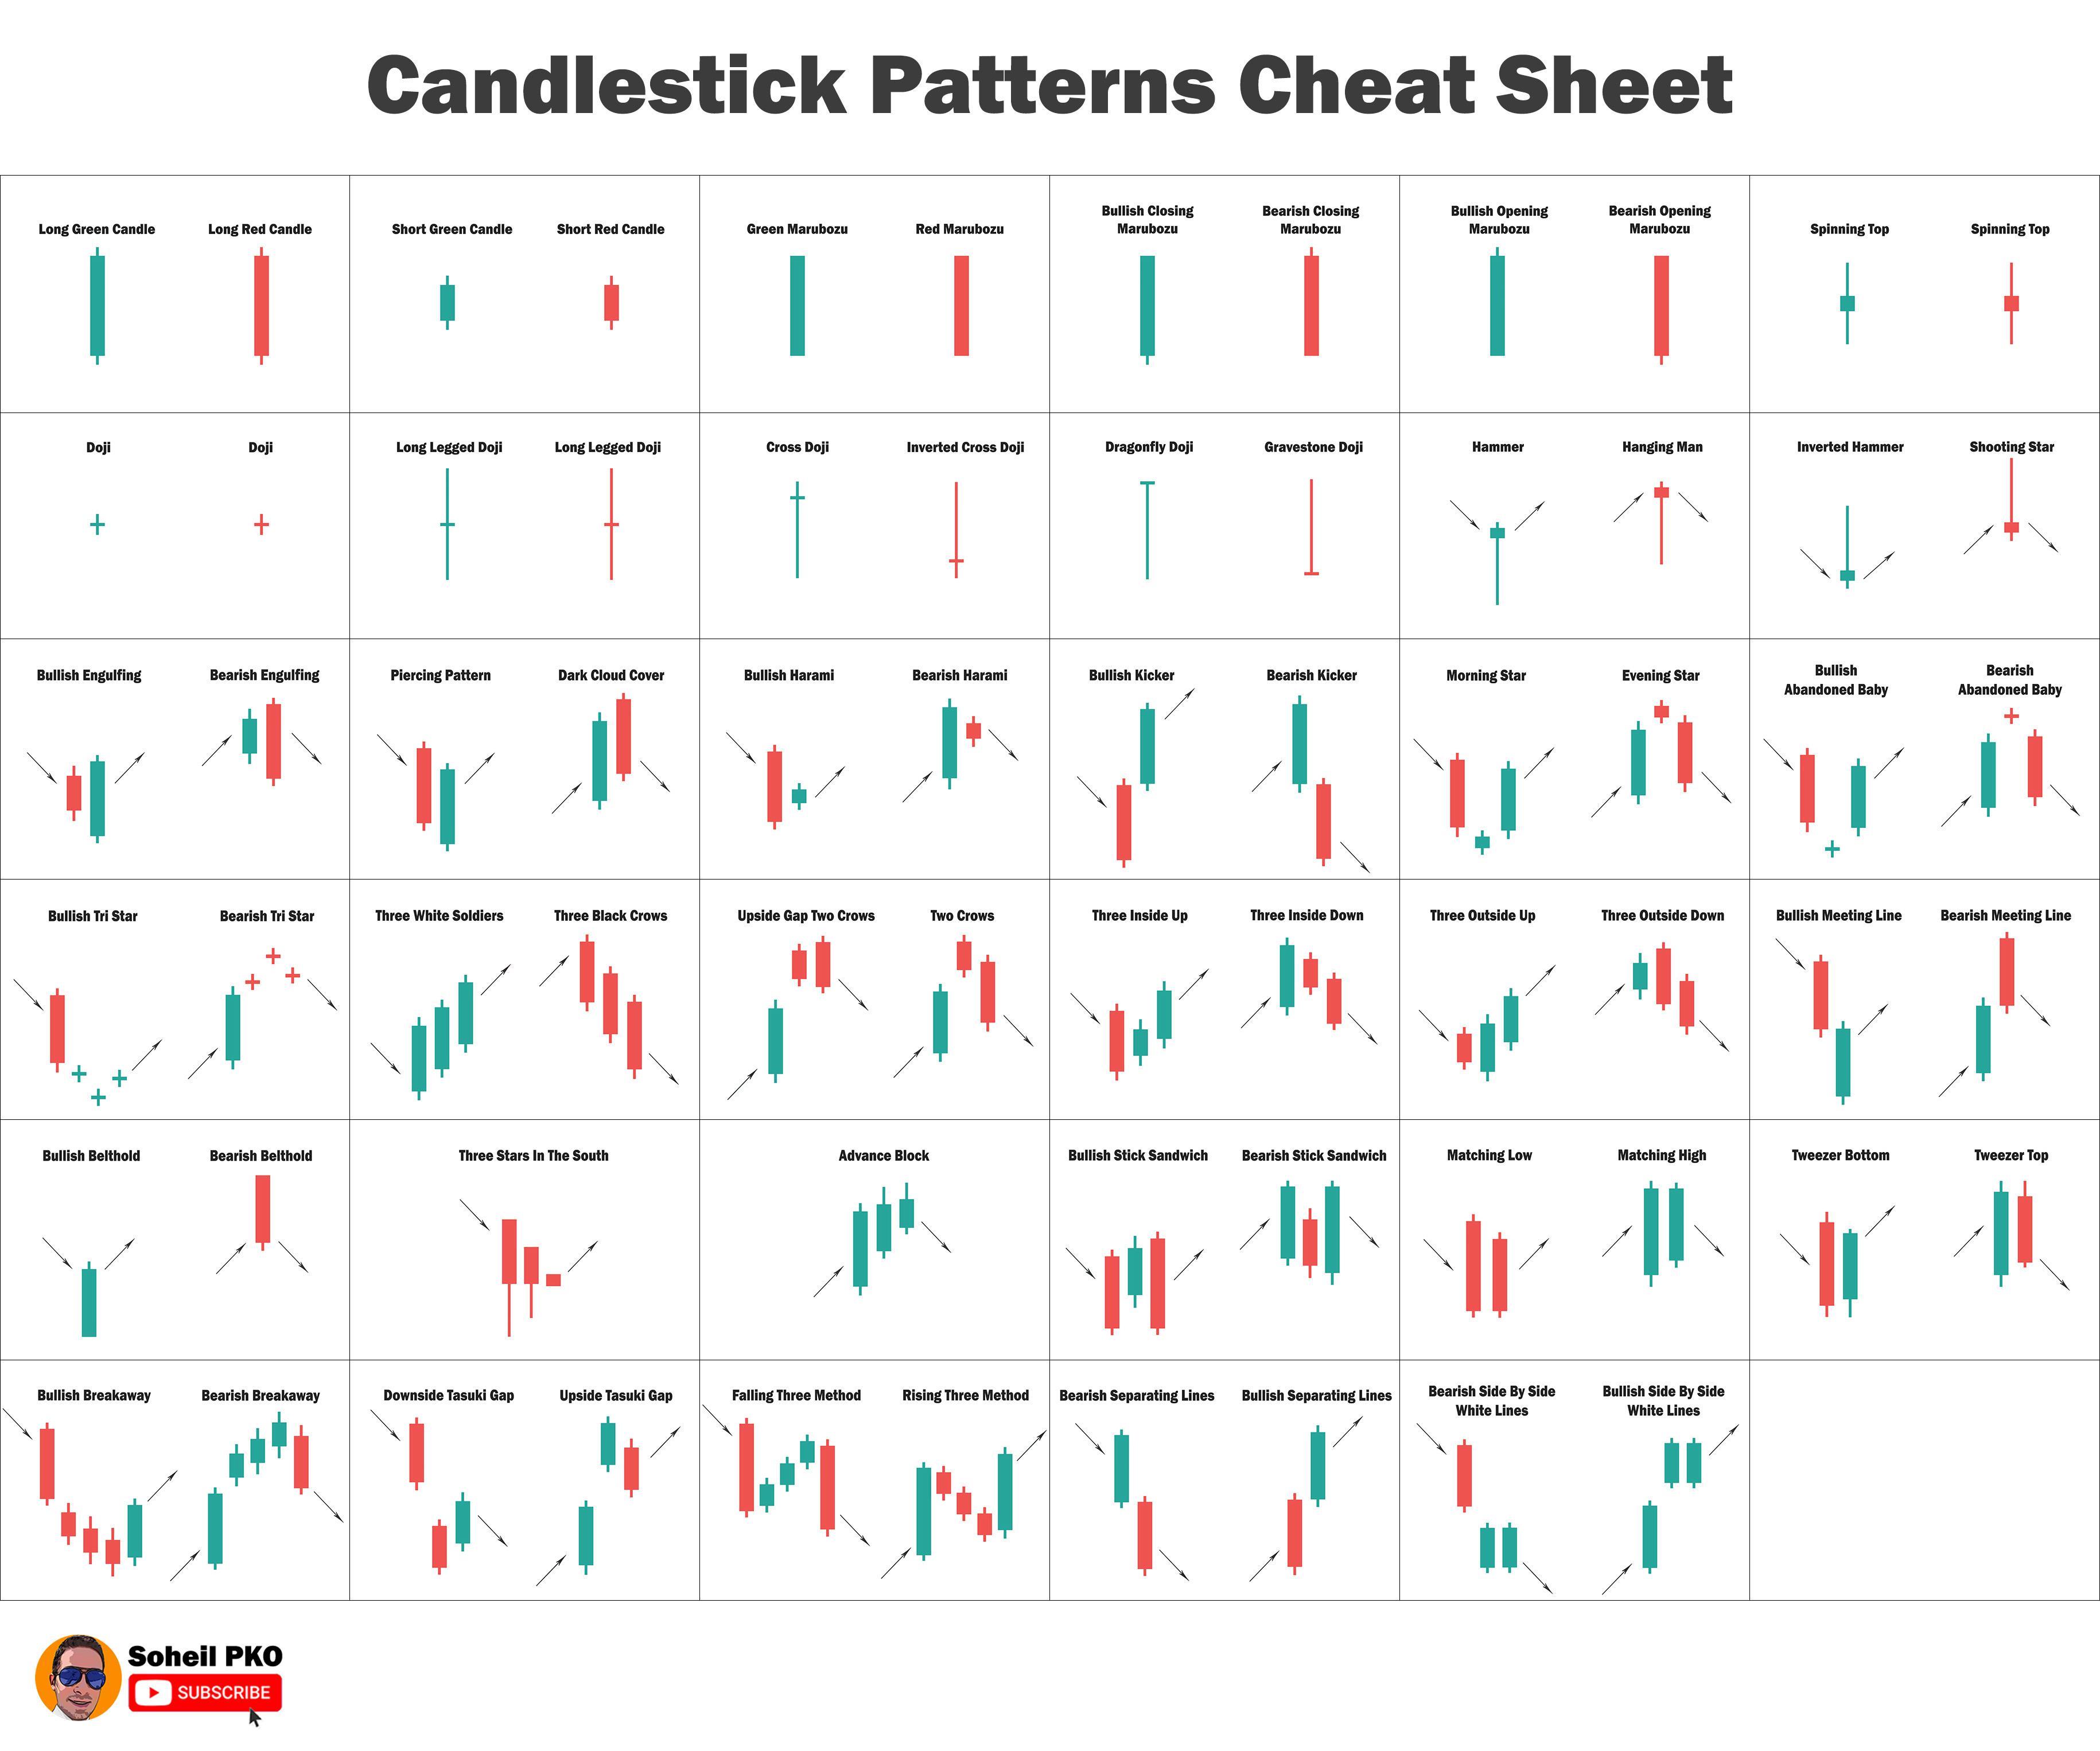 Candlestick Patterns Cheat Sheet
Long Green Candle
Long Red Candle
Short Green Candle
Short Red Candle
Green Marubozu
Red Marubozu
Bullish Closing
Marubozu
Bearish Closing
Marubozu
Bullish Opening
Marubozu
Bearish Opening
Marubozu
Spinning Top
Spinning Top
Doji
Doji
Long Legged Doji
Long Legged Doji
Cross Doji
Inverted Cross Doji
Dragonfly Doji
Gravestone Doji
Hammer
Hanging Man
Inverted Hammer
Shooting Star
Bullish Engulfing
Bearish Engulfing
Piercing Pattern
Dark Cloud Cover
Bullish Harami
Bearish Harami
Bullish Kicker
Bearish Kicker
Morning Star
Evening Star
Bullish
Abandoned Baby
Bearish
Abandoned Baby
Bullish Tri Star
Bearish Tri Star
Three White Soldiers
Three Black Crows
Upside Gap Two Crows
Two Crows
Three Inside Up
Three Inside Down
Three Outside Up
Three Outside Down
Bullish Meeting Line
Bearish Meeting Line
Bullish Belthold
Bearish Belthold
Three Stars In The South
Advance Block
Bullish Stick Sandwich
Bearish Stick Sandwich
Matching Low
Matching High
Tweezer Bottom
Tweezer Top
Bullish Breakaway
Bearish Breakaway
Downside Tasuki Gap
Upside Tasuki Gap
Falling Three Method
Rising Three Method
Bearish Separating Lines
Bullish Separating Lines
Bearish Side By Side
White Lines
Bullish Side By Side
White Lines
Soheil PKO
SUBSCRIBE